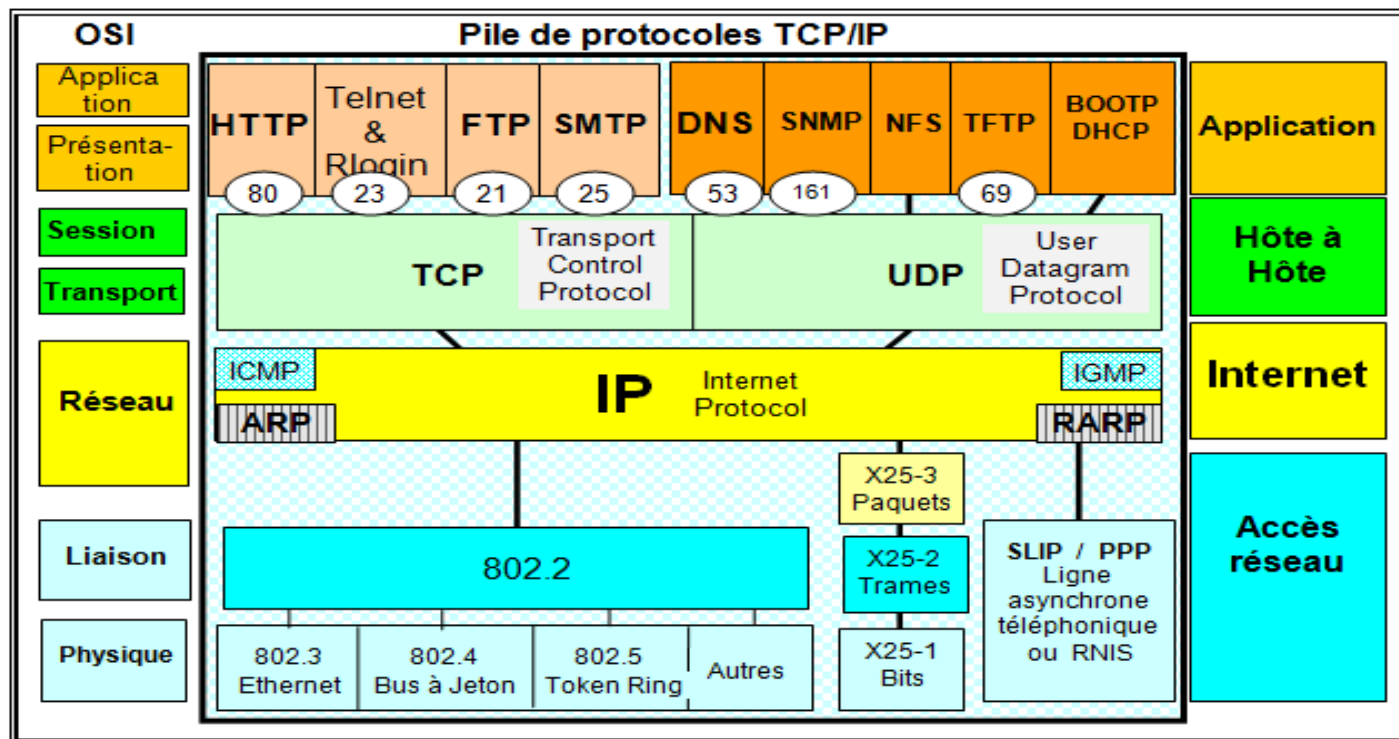 OSI
Pile de protocoles TCP/IP
Applica
tion
Présenta-
tion
Session
Transport
Réseau
Liaison
Physique
HTTP
Telnet
&
Rlogin
FTP
SMTP
DNS
SNMP
NFS
TFTP
BOOTP
DHCP
80
23
21
25
53
161
69
TCP
Transport
Control
Protocol
UDP
User
Datagram
Protocol
ICMP
ARP
IP
Internet
Protocol
IGMP
RARP
X25-3
Paquets
802.2
X25-2
Trames
SLIP / PPP
Ligne
asynchrone
téléphonique
ou RNIS
802.3
Ethernet
802.4
Bus à Jeton
802.5
Token Ring
Autres
X25-1
Bits
Application
Hôte à
Hôte
Internet
Accès
réseau